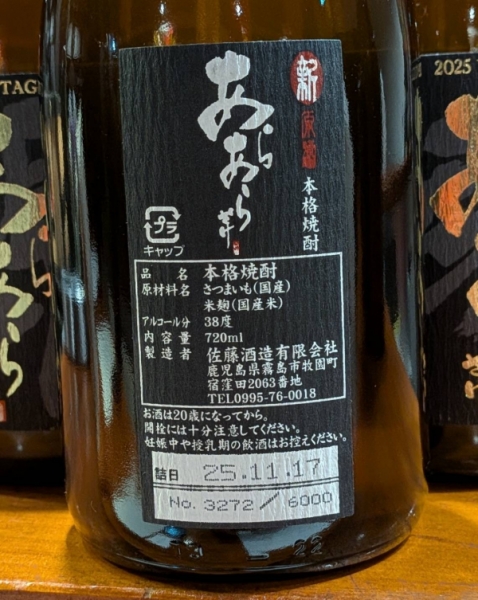 新
原酒
あらあら
芋
本格焼酎
プラ
キャップ
品名 本格焼酎
原材料名 さつまいも(国産)
米麹(国産米)
アルコール分 38度
内容量 720ml
製造者 佐藤酒造有限会社
鹿児島県霧島市牧園町
宿窪田2063番地
TEL0995-76-0018
お酒は20歳になってから。
開栓には十分注意してください。
妊娠中や授乳期の飲酒はお控えください。
詰日 25.11.17
No. 3272/6000
2025